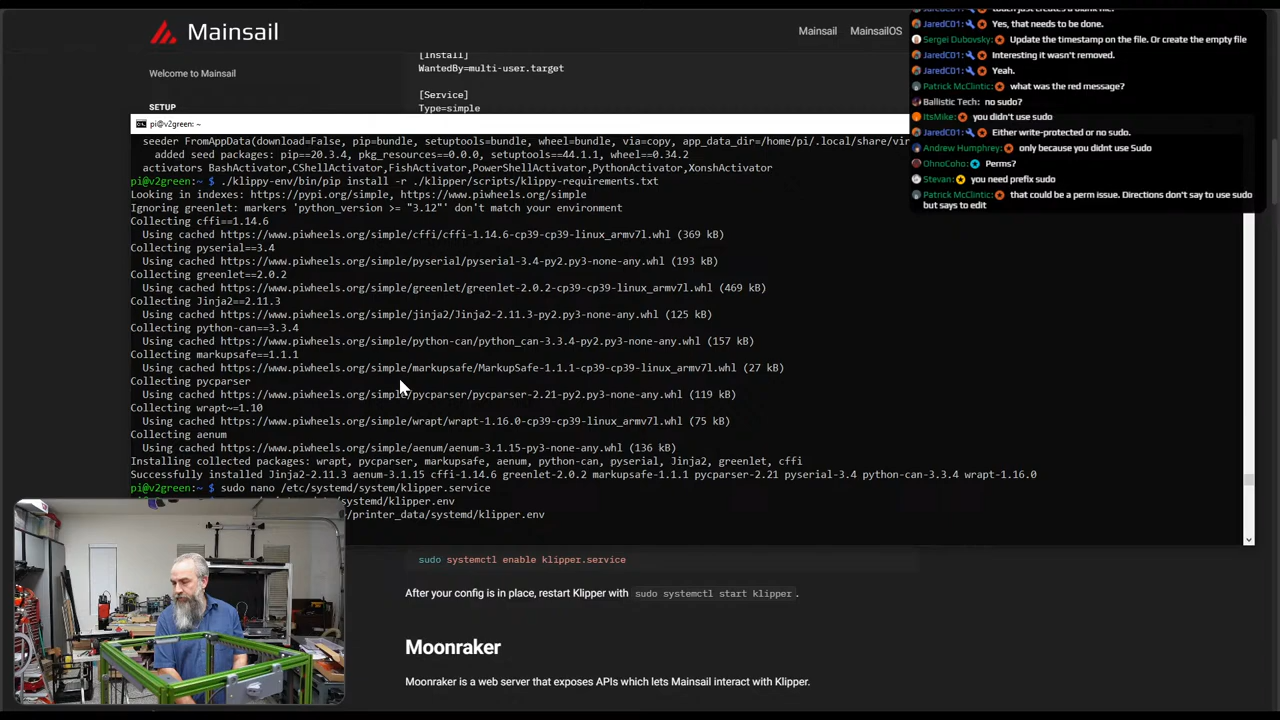 Mainsail
Mainsail
MainsailOS
Welcome to Mainsail
SETUP
[Install]
WantedBy=multi-user.target
[Service]
Type=simple
JaredC01:
JaredC01: Yes, that needs to be done.
Sergei Dubovsky: Update the timestamp on the file. Or create the empty file
JaredC01: Interesting it wasn't removed.
JaredC01: Yeah.
Patrick McClintic: what was the red message?
Ballistic Tech: no sudo?
ItsMike: you didn't use sudo
JaredC01: Either write-protected or no sudo.
Andrew Humphrey: only because you didnt use Sudo
OhnoCoho: Perms?
Stevan: you need prefix sudo
Patrick McClintic: that could be a perm issue. Directions don't say to use sudo
but says to edit
pi@v2green: ~
seeder FromAppData(download=False, pip=bundle, setuptools=bundle, wheel=bundle, via=copy, app_data_dir=/home/pi/.local/share/vir
added seed packages: pip==20.3.4, pkg_resources==0.0.0, setuptools==44.1.1, wheel==0.34.2
activators BashActivator,CShellActivator,FishActivator,PowerShellActivator,PythonActivator,XonshActivator
pi@v2green:~ $ ./klippy-env/bin/pip install -r ./klipper/scripts/klippy-requirements.txt
Looking in indexes: https://pypi.org/simple, https://www.piwheels.org/simple
Ignoring greenlet: markers 'python_version >= "3.12"' don't match your environment
Collecting cffi==1.14.6
Using cached https://www.piwheels.org/simple/cffi/cffi-1.14.6-cp39-cp39-linux_armv7l.whl (369 kB)
Collecting pyserial==3.4
Using cached https://www.piwheels.org/simple/pyserial/pyserial-3.4-py2.py3-none-any.whl (193 kB)
Collecting greenlet==2.0.2
Using cached https://www.piwheels.org/simple/greenlet/greenlet-2.0.2-cp39-cp39-linux_armv7l.whl (469 kB)
Collecting Jinja2==2.11.3
Using cached https://www.piwheels.org/simple/jinja2/Jinja2-2.11.3-py2.py3-none-any.whl (125 kB)
Collecting python-can==3.3.4
Using cached https://www.piwheels.org/simple/python-can/python_can-3.3.4-py2.py3-none-any.whl (157 kB)
Collecting markupsafe==1.1.1
Using cached https://www.piwheels.org/simple/markupsafe/MarkupSafe-1.1.1-cp39-cp39-linux_armv7l.whl (27 kB)
Collecting pycparser
Using cached https://www.piwheels.org/simple/pycparser/pycparser-2.21-py2.py3-none-any.whl (119 kB)
Collecting wrapt~=1.10
Using cached https://www.piwheels.org/simple/wrapt/wrapt-1.16.0-cp39-cp39-linux_armv7l.whl (75 kB)
Collecting aenum
Using cached https://www.piwheels.org/simple/aenum/aenum-3.1.15-py3-none-any.whl (136 kB)
Installing collected packages: wrapt, pycparser, markupsafe, aenum, python-can, pyserial, Jinja2, greenlet, cffi
Successfully installed Jinja2-2.11.3 aenum-3.1.15 cffi-1.14.6 greenlet-2.0.2 markupsafe-1.1.1 pycparser-2.21 pyserial-3.4 python-can-3.3.4 wrapt-1.16.0
pi@v2green:~ $ sudo nano /etc/systemd/system/klipper.service
/systemd/klipper.env
/printer_data/systemd/klipper.env
sudo systemctl enable klipper.service
After your config is in place, restart Klipper with sudo systemctl start klipper.
Moonraker
Moonraker is a web server that exposes APIs which lets Mainsail interact with Klipper.